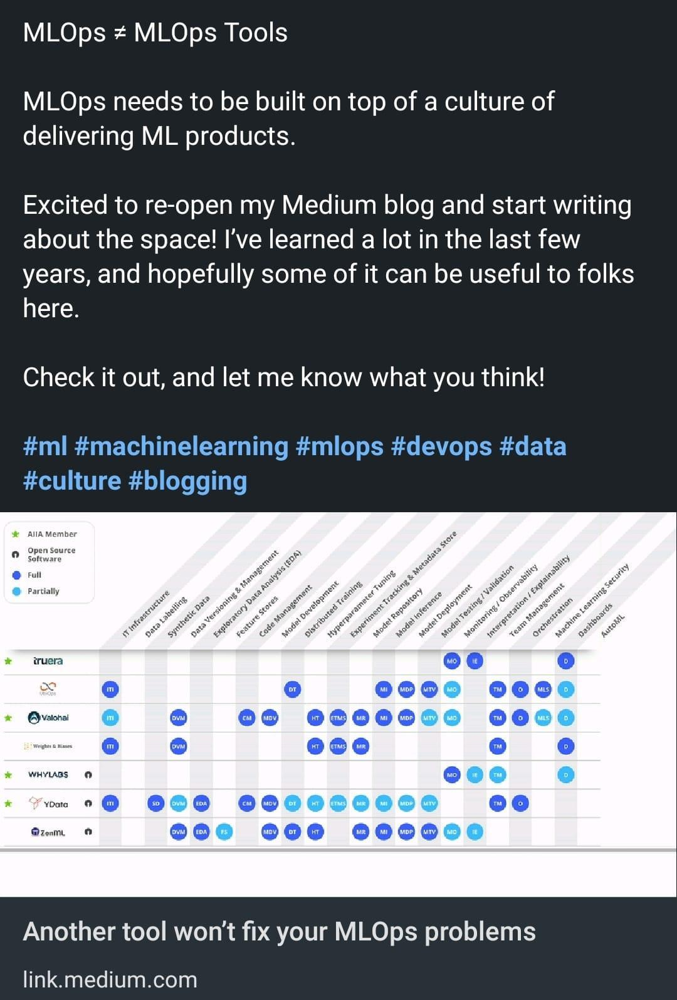 MLOps ≠ MLOps Tools
MLOps needs to be built on top of a culture of
delivering ML products.
Excited to re-open my Medium blog and start writing
about the space! I’ve learned a lot in the last few
years, and hopefully some of it can be useful to folks
here.
Check it out, and let me know what you think!
#ml #machinelearning #mlops #devops #data
#culture #blogging
AIIA Member
Open Source
Software
Full
Partially
IT Infrastructure
Data Labelling
Synthetic Data
Data Versioning & Management
Exploratory Data Analysis (EDA)
Feature Stores
Code Management
Model Development
Distributed Training
Hyperparameter Tuning
Experiment Tracking & Metadata Store
Model Repository
Model Inference
Model Deployment
Model Testing / Validation
Monitoring / Observability
Interpretation / Explainability
Team Management
Orchestration
Machine Learning Security
Dashboards
AutoML
truera MO IE D
ITI DT MI MDP MTV MO TM O MLS D
Valohai ITI DVM CM MDV HT ETMS MR MI MDP MTV MO TM O MLS D
Weights & Biases ITI DVM HT ETMS MR TM D
WHYLABS MO IE TM D
YData ITI SD DVM EDA CM MDV DT HT ETMS MR MI MDP MTV TM O
ZenML DVM EDA FS MDV DT HT MR MI MDP MTV MO IE
Another tool won’t fix your MLOps problems
link.medium.com